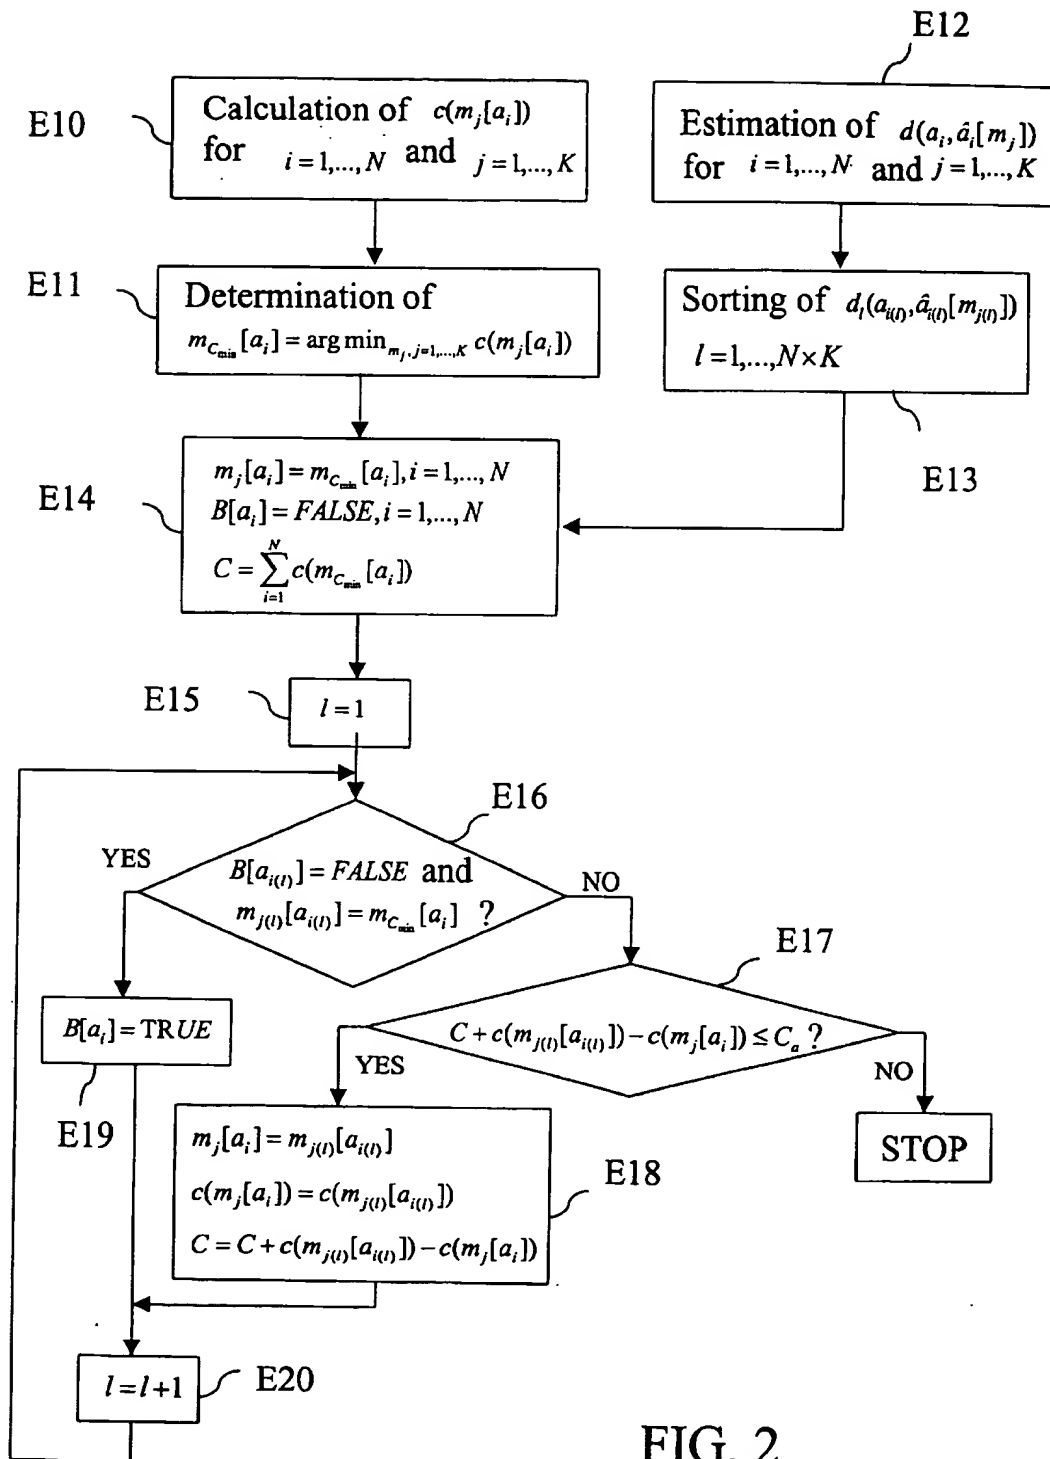 E12
E10
Calculation of c(m_j[a_i])
for i=1,...,N and j=1,...,K
Estimation of d(a_i,â_i[m_j])
for i=1,...,N and j=1,...,K
E11
Determination of
m_{C_min}[a_i] = arg min_{m_j, j=1,...,K} c(m_j[a_i])
Sorting of d_l(a_{i(l)},â_{i(l)}[m_{j(l)}])
l=1,...,N×K
E13
E14
m_j[a_i] = m_{C_min}[a_i], i=1,...,N
B[a_i] = FALSE, i=1,...,N
C = ∑_{i=1}^{N} c(m_{C_min}[a_i])
E15
l=1
E16
YES
B[a_{i(l)}] = FALSE and
m_{j(l)}[a_{i(l)}] = m_{C_min}[a_i] ?
NO
E17
B[a_i] = TRUE
C + c(m_{j(l)}[a_{i(l)}]) − c(m_j[a_i]) ≤ C_a ?
YES
NO
E19
STOP
m_j[a_i] = m_{j(l)}[a_{i(l)}]
c(m_j[a_i]) = c(m_{j(l)}[a_{i(l)}])
C = C + c(m_{j(l)}[a_{i(l)}]) − c(m_j[a_i])
E18
l=l+1
E20
FIG. 2